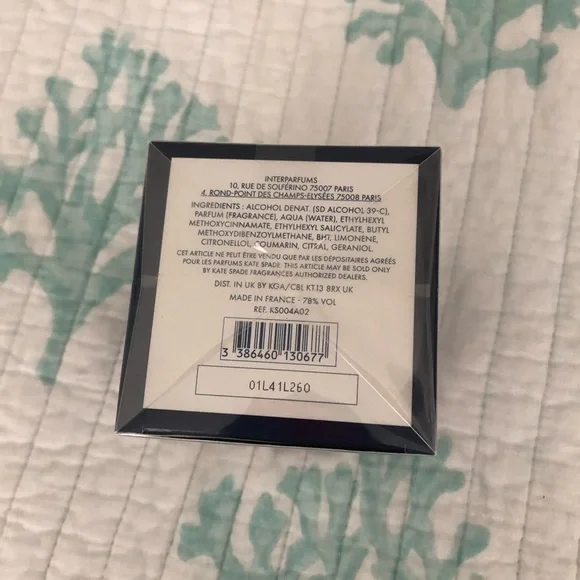 INTERPARFUMS
10, RUE DE SOLFÉRINO 75007 PARIS
4, ROND-POINT DES CHAMPS-ELYSÉES 75008 PARIS
INGREDIENTS : ALCOHOL DENAT. (SD ALCOHOL 39-C),
PARFUM (FRAGRANCE), AQUA (WATER), ETHYLHEXYL
METHOXYCINNAMATE, ETHYLHEXYL SALICYLATE, BUTYL
METHOXYDIBENZOYLMETHANE, BHT, LIMONENE,
CITRONELLOL, COUMARIN, CITRAL, GERANIOL.
CET ARTICLE NE PEUT ÊTRE VENDU QUE PAR LES DÉPOSITAIRES AGRÉÉS
POUR LES PARFUMS KATE SPADE. THIS ARTICLE MAY BE SOLD ONLY
BY KATE SPADE FRAGRANCES AUTHORIZED DEALERS.
DIST. IN UK BY KGA/CBL KT13 BRX UK
MADE IN FRANCE - 78% VOL
REF. KS004A02
3 386460 130677
01L41L260